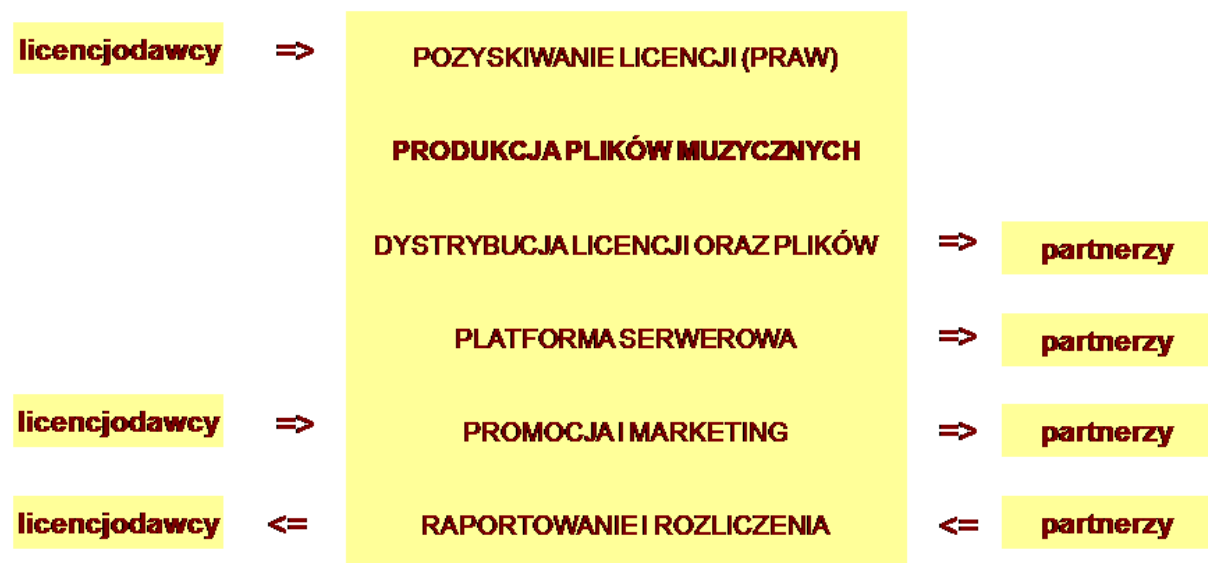 licencjodawcy => POZYSKIWANIE LICENCJI (PRAW)
PRODUKCJA PLIKÓW MUZYCZNYCH
DYSTRYBUCJA LICENCJI ORAZ PLIKÓW => partnerzy
PLATFORMA SERWEROWA => partnerzy
licencjodawcy => PROMOCJA I MARKETING => partnerzy
licencjodawcy <= RAPORTOWANIE I ROZLICZENIA <= partnerzy